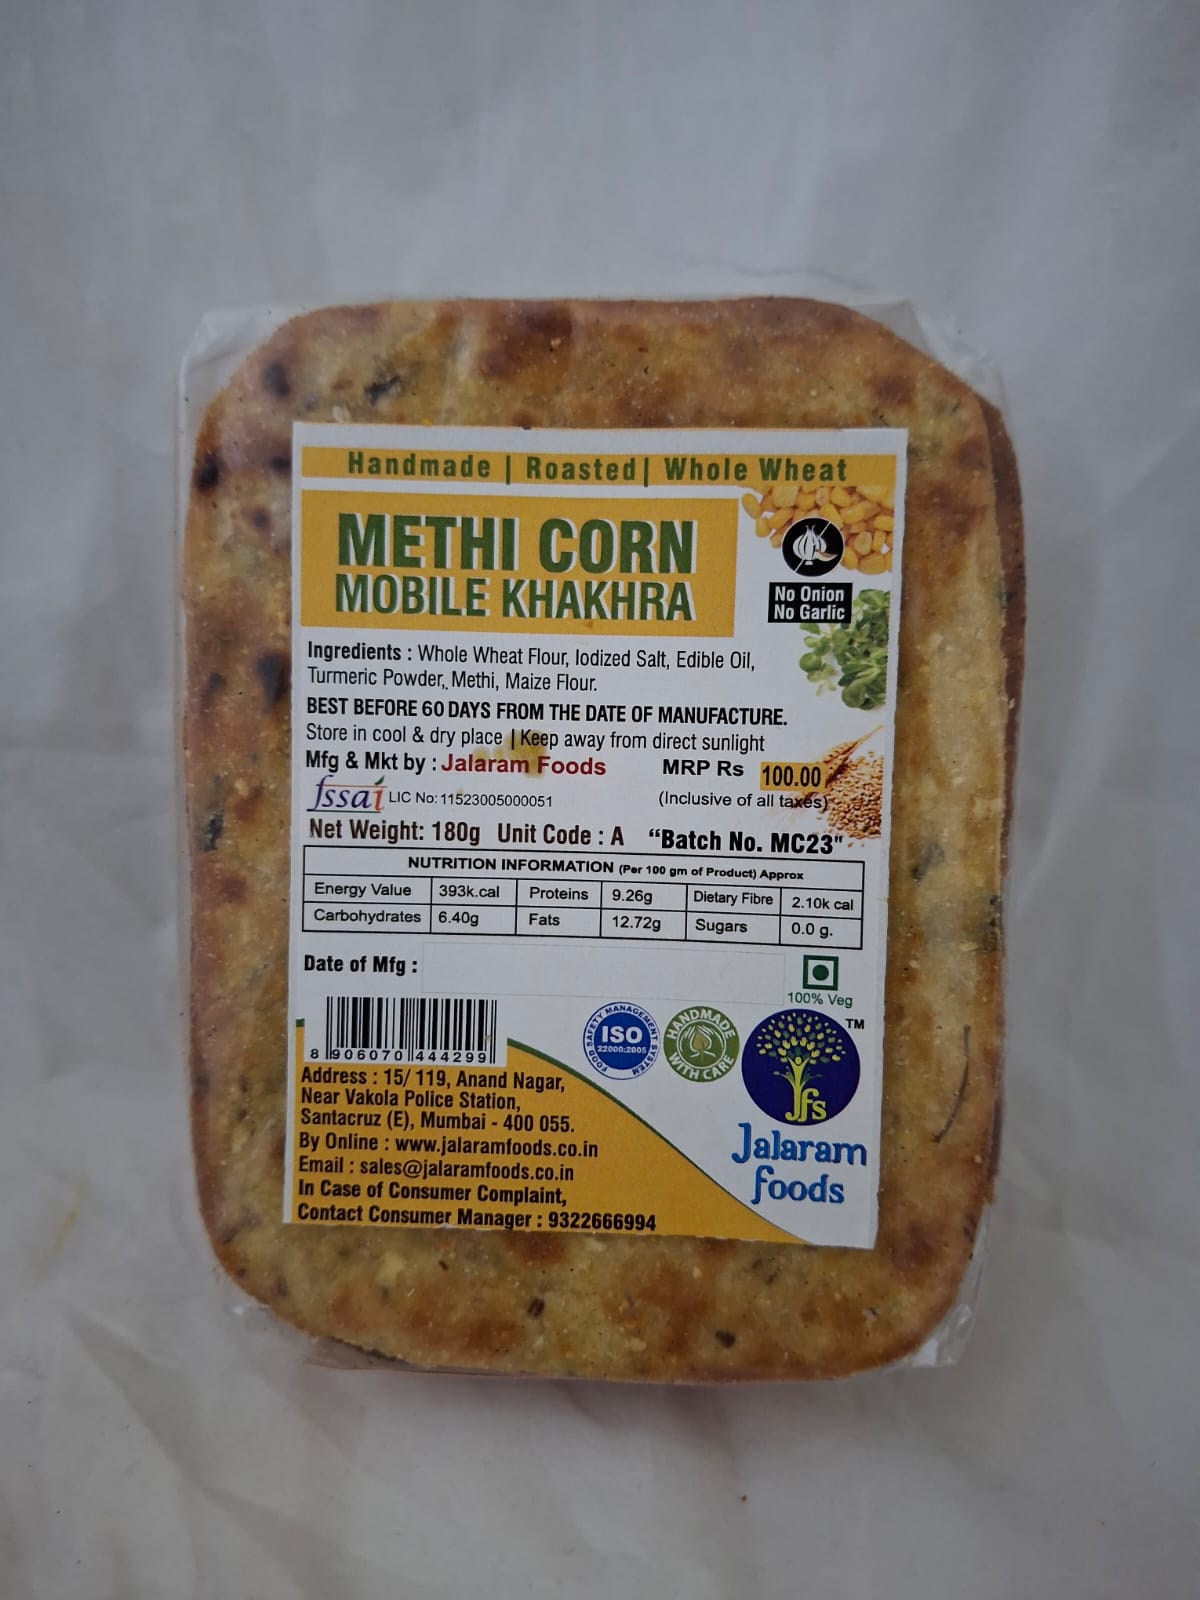 Handmade | Roasted | Whole Wheat
METHI CORN
MOBILE KHAKHRA
No Onion
No Garlic
Ingredients : Whole Wheat Flour, Iodized Salt, Edible Oil,
Turmeric Powder, Methi, Maize Flour.
BEST BEFORE 60 DAYS FROM THE DATE OF MANUFACTURE.
Store in cool & dry place | Keep away from direct sunlight
Mfg & Mkt by : Jalaram Foods MRP Rs 100.00
fssai LIC No: 11523005000051 (Inclusive of all taxes)
Net Weight: 180g Unit Code : A “Batch No. MC23"
NUTRITION INFORMATION (Per 100 gm of Product) Approx
Energy Value 393k.cal Proteins 9.26g Dietary Fibre 2.10k cal
Carbohydrates 6.40g Fats 12.72g Sugars 0.0 g.
Date of Mfg :
100% Veg
8 906070 444299
FOOD SAFETY MANAGEMENT SYSTEM
ISO
22000:2005
HANDMADE
WITH CARE
TM
jfs
Jalaram
foods
Address : 15/ 119, Anand Nagar,
Near Vakola Police Station,
Santacruz (E), Mumbai - 400 055.
By Online : www.jalaramfoods.co.in
Email : sales@jalaramfoods.co.in
In Case of Consumer Complaint,
Contact Consumer Manager : 9322666994